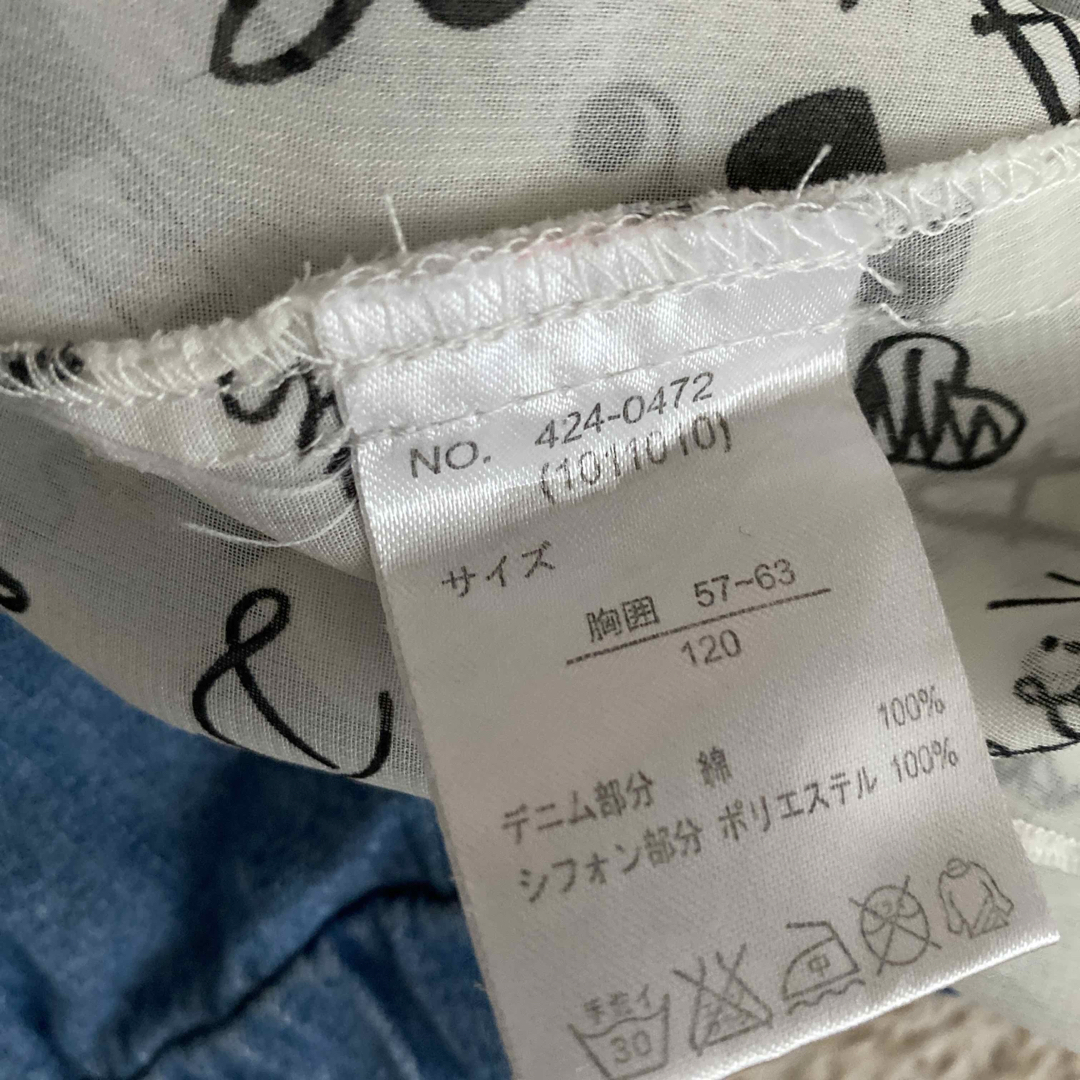 NO. 424-0472
(1011010)
サイズ
胸囲 57~63
120
デニム部分 綿 100%
シフォン部分 ポリエステル 100%
手洗イ
30
中
&